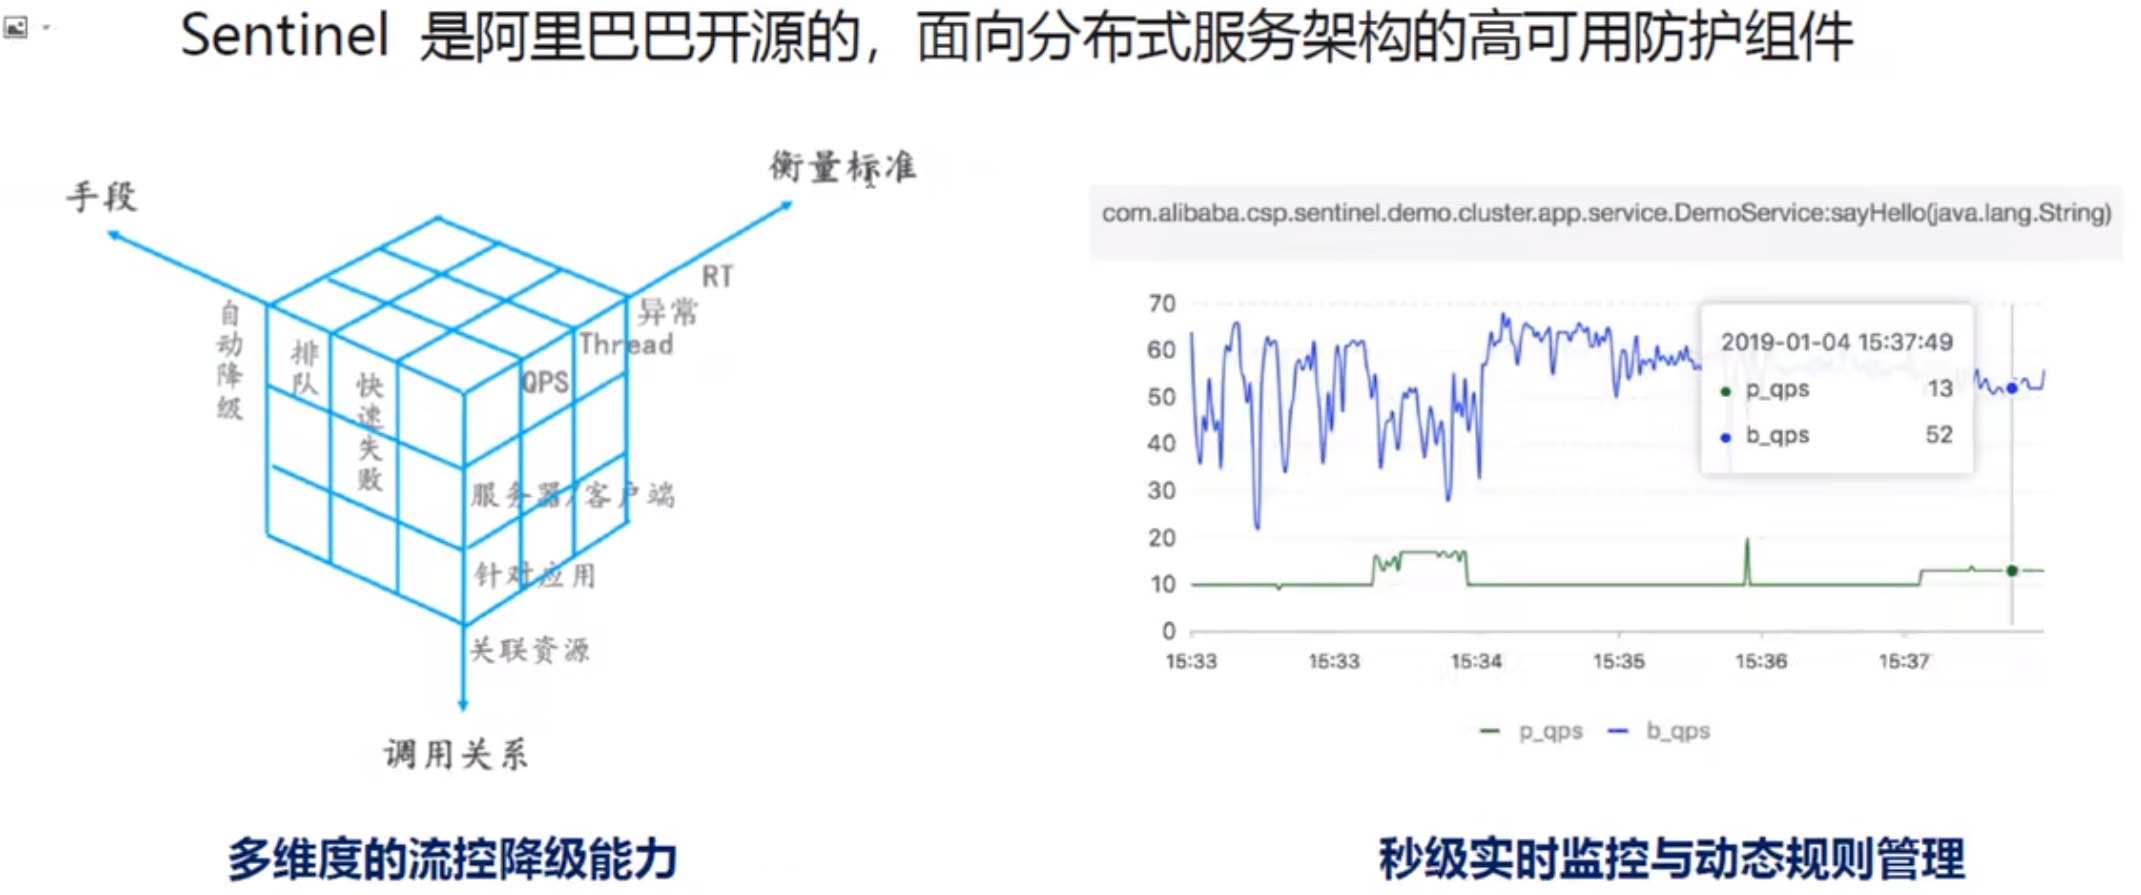 Sentinel 是阿里巴巴开源的，面向分布式服务架构的高可用防护组件
手段
衡量标准
RT
异常
Thread
QPS
自动降级
排队
快速失败
服务器/客户端
针对应用
关联资源
调用关系
多维度的流控降级能力
com.alibaba.csp.sentinel.demo.cluster.app.service.DemoService:sayHello(java.lang.String)
70
60
50
40
30
20
10
0
2019-01-04 15:37:49
p_qps 13
b_qps 52
15:33 15:33 15:34 15:35 15:36 15:37
p_qps b_qps
秒级实时监控与动态规则管理